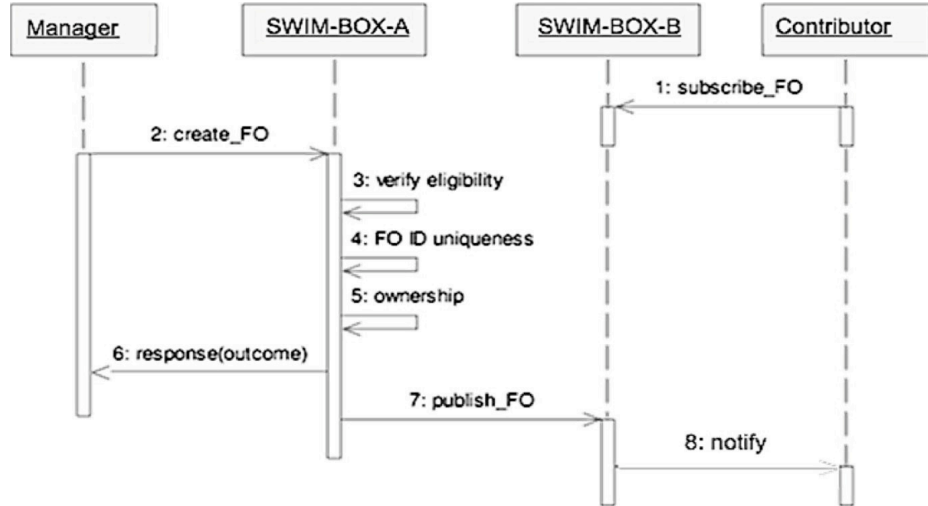 Manager
SWIM-BOX-A
SWIM-BOX-B
Contributor
1: subscribe_FO
2: create_FO
3: verify eligibility
4: FO ID uniqueness
5: ownership
6: response(outcome)
7: publish_FO
8: notify